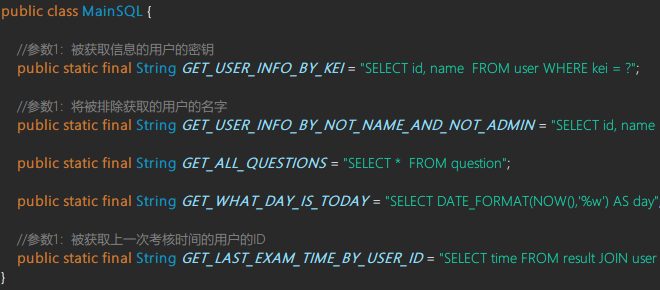 public class MainSQL {
//参数1：被获取信息的用户的密钥
public static final String GET_USER_INFO_BY_KEI = "SELECT id, name  FROM user WHERE kei = ?";
//参数1：将被排除获取的用户的名字
public static final String GET_USER_INFO_BY_NOT_NAME_AND_NOT_ADMIN = "SELECT id, name
public static final String GET_ALL_QUESTIONS = "SELECT *  FROM question";
public static final String GET_WHAT_DAY_IS_TODAY = "SELECT DATE_FORMAT(NOW(),'%w') AS day",
//参数1：被获取上一次考核时间的用户的ID
public static final String GET_LAST_EXAM_TIME_BY_USER_ID = "SELECT time FROM result JOIN user
}